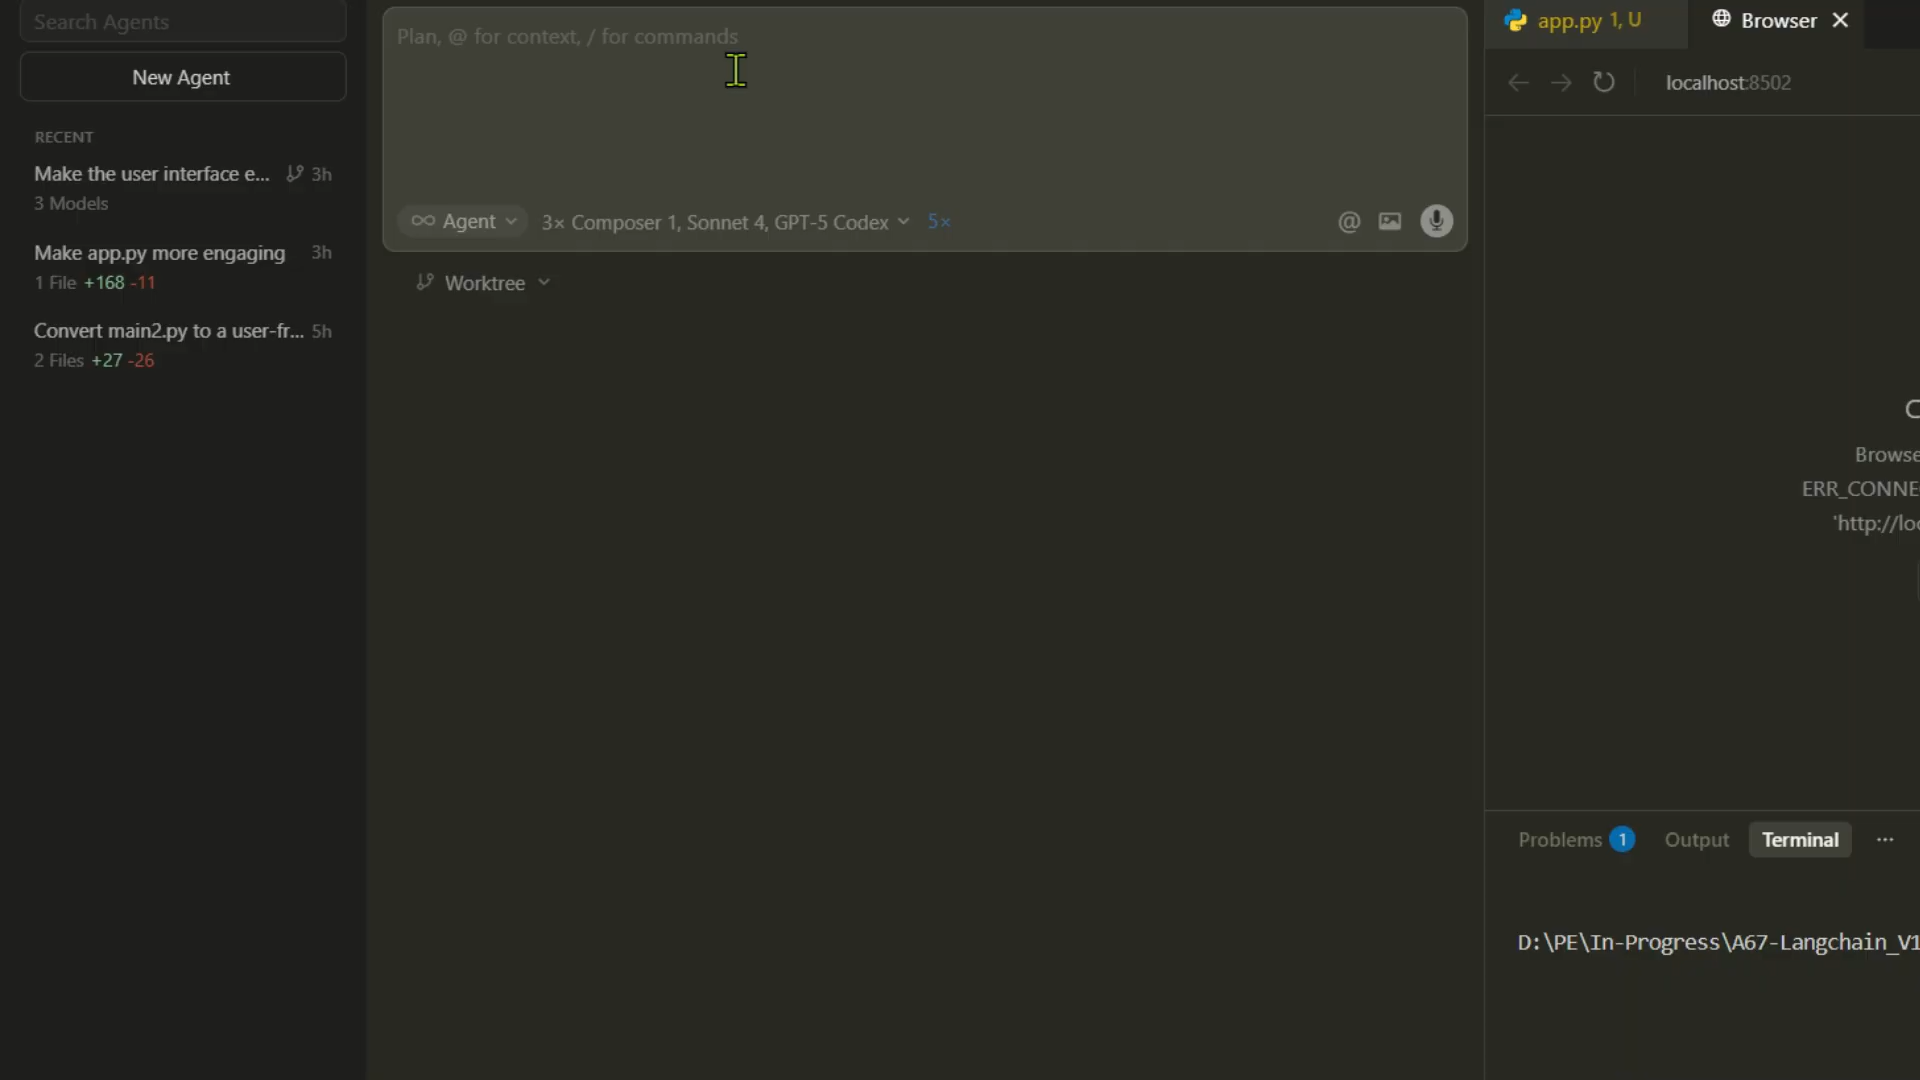 Search Agents
New Agent
RECENT
Make the user interface e... 3h
3 Models
Make app.py more engaging 3h
1 File +168 -11
Convert main2.py to a user-fr... 5h
2 Files +27 -26
Plan, @ for context, / for commands
Agent 3× Composer 1, Sonnet 4, GPT-5 Codex 5×
Worktree
app.py 1, U Browser
localhost:8502
Browse
ERR_CONNE
'http://loc
Problems 1 Output Terminal ...
D:\PE\In-Progress\A67-Langchain_V1